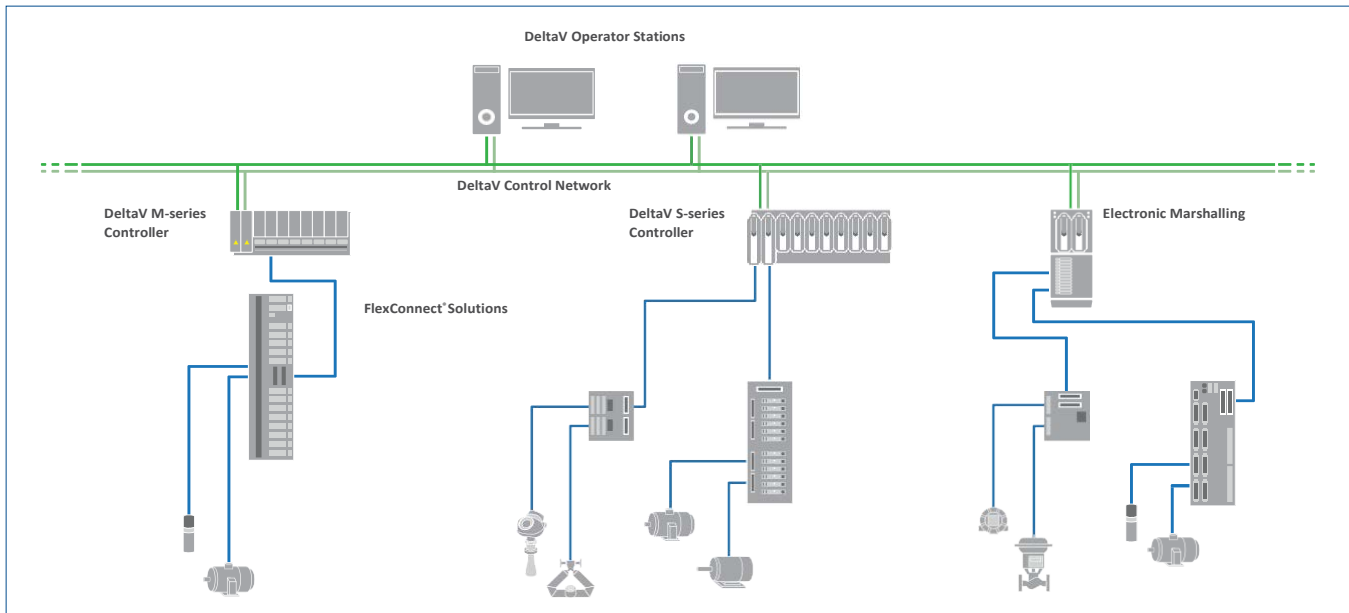 DeltaV Operator Stations
DeltaV Control Network
DeltaV M-series
Controller
DeltaV S-series
Controller
Electronic Marshalling
FlexConnect® Solutions